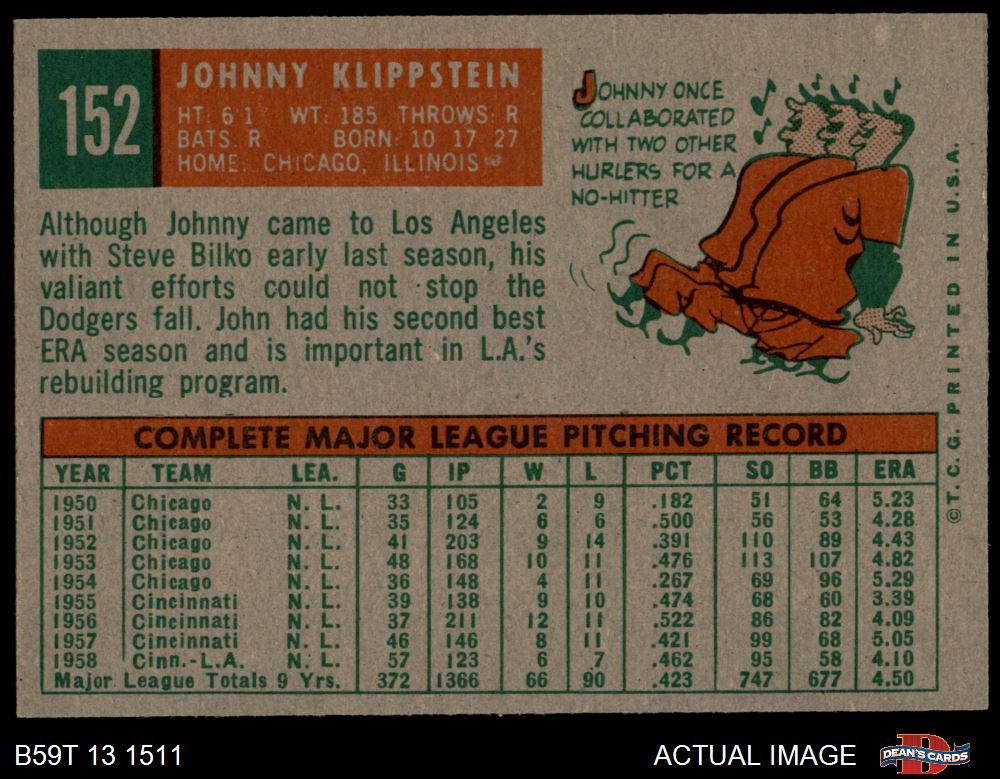 152
JOHNNY KLIPPSTEIN
HT: 6'1" WT: 185 THROWS: R
BATS: R BORN: 10 17 27
HOME: CHICAGO, ILLINOIS
JOHNNY ONCE
COLLABORATED
WITH TWO OTHER
HURLERS FOR A
NO-HITTER
Although Johnny came to Los Angeles
with Steve Bilko early last season, his
valiant efforts could not stop the
Dodgers fall. John had his second best
ERA season and is important in L.A.'s
rebuilding program.
COMPLETE MAJOR LEAGUE PITCHING RECORD
YEAR TEAM LEA. G IP W L PCT SO BB ERA
1950 Chicago N. L. 33 105 2 9 .182 51 64 5.23
1951 Chicago N. L. 35 124 6 6 .500 56 53 4.28
1952 Chicago N. L. 41 203 9 14 .391 110 89 4.43
1953 Chicago N. L. 48 168 10 11 .476 113 107 4.82
1954 Chicago N. L. 36 148 4 11 .267 69 96 5.29
1955 Cincinnati N. L. 39 138 9 10 .474 68 60 3.39
1956 Cincinnati N. L. 37 211 12 11 .522 86 82 4.09
1957 Cincinnati N. L. 46 146 8 11 .421 99 68 5.05
1958 Cinn.-L.A. N. L. 57 123 6 7 .462 95 58 4.10
Major League Totals 9 Yrs. 372 1366 66 90 .423 747 677 4.50
©T. C. G. PRINTED IN U.S.A.
B59T 13 1511
ACTUAL IMAGE
D
DEAN'S CARDS